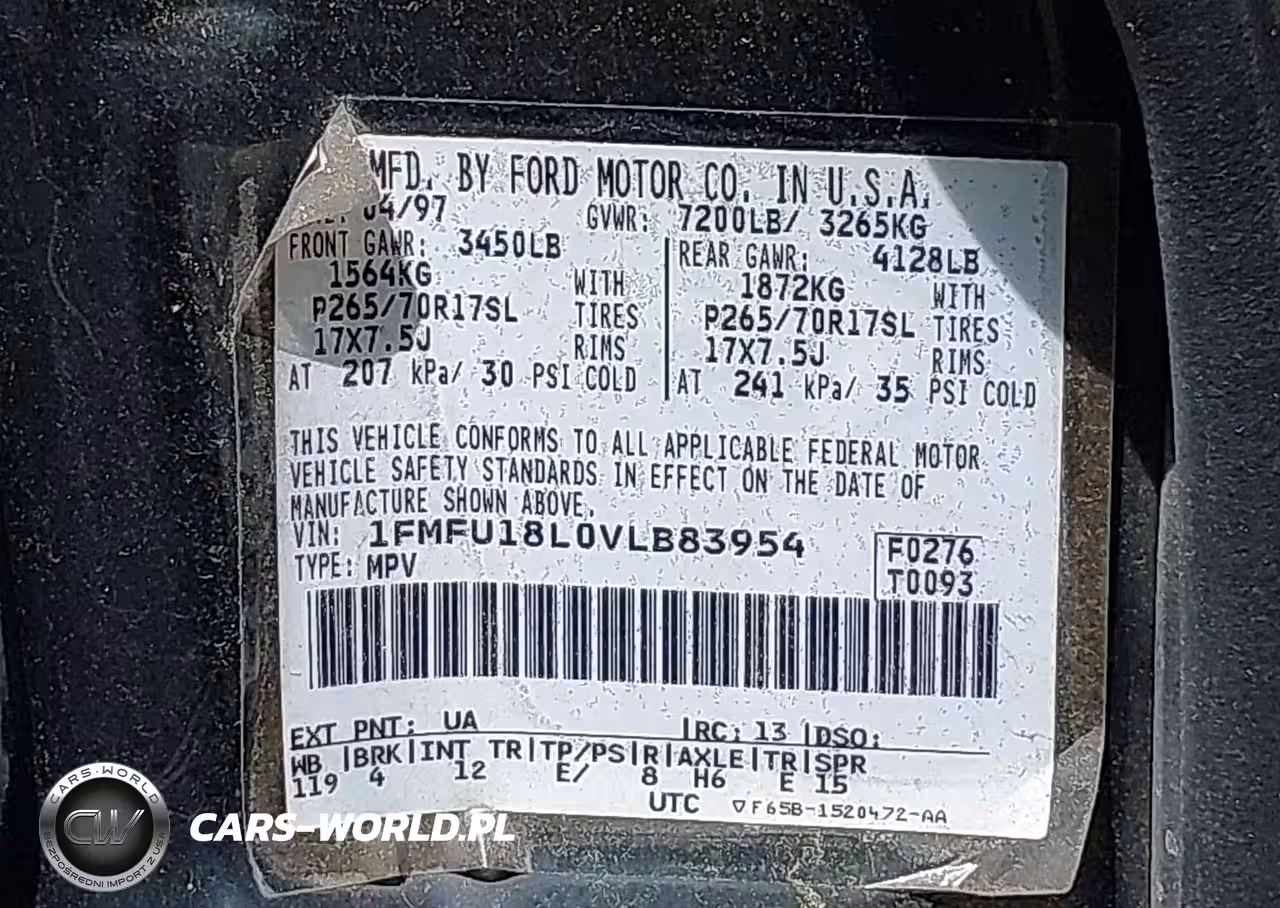 MFD. BY FORD MOTOR CO. IN U.S.A.
04/97 GVWR: 7200LB/ 3265KG
FRONT GAWR: 3450LB REAR GAWR: 4128LB
1564KG WITH 1872KG WITH
P265/70R17SL TIRES P265/70R17SL TIRES
17X7.5J RIMS 17X7.5J RIMS
AT 207 kPa/ 30 PSI COLD AT 241 kPa/ 35 PSI COLD
THIS VEHICLE CONFORMS TO ALL APPLICABLE FEDERAL MOTOR
VEHICLE SAFETY STANDARDS IN EFFECT ON THE DATE OF
MANUFACTURE SHOWN ABOVE.
VIN: 1FMFU18L0VLB83954 F0276
TYPE: MPV T0093
EXT PNT: UA RC: 13 DSO:
WB BRK INT TR TP/PS R AXLE TR SPR
119 4 12 E/ 8 H6 E 15
UTC ▽F65B-1520472-AA
CARS-WORLD
CW
BEZPOŚREDNI IMPORT Z USA
CARS-WORLD.PL